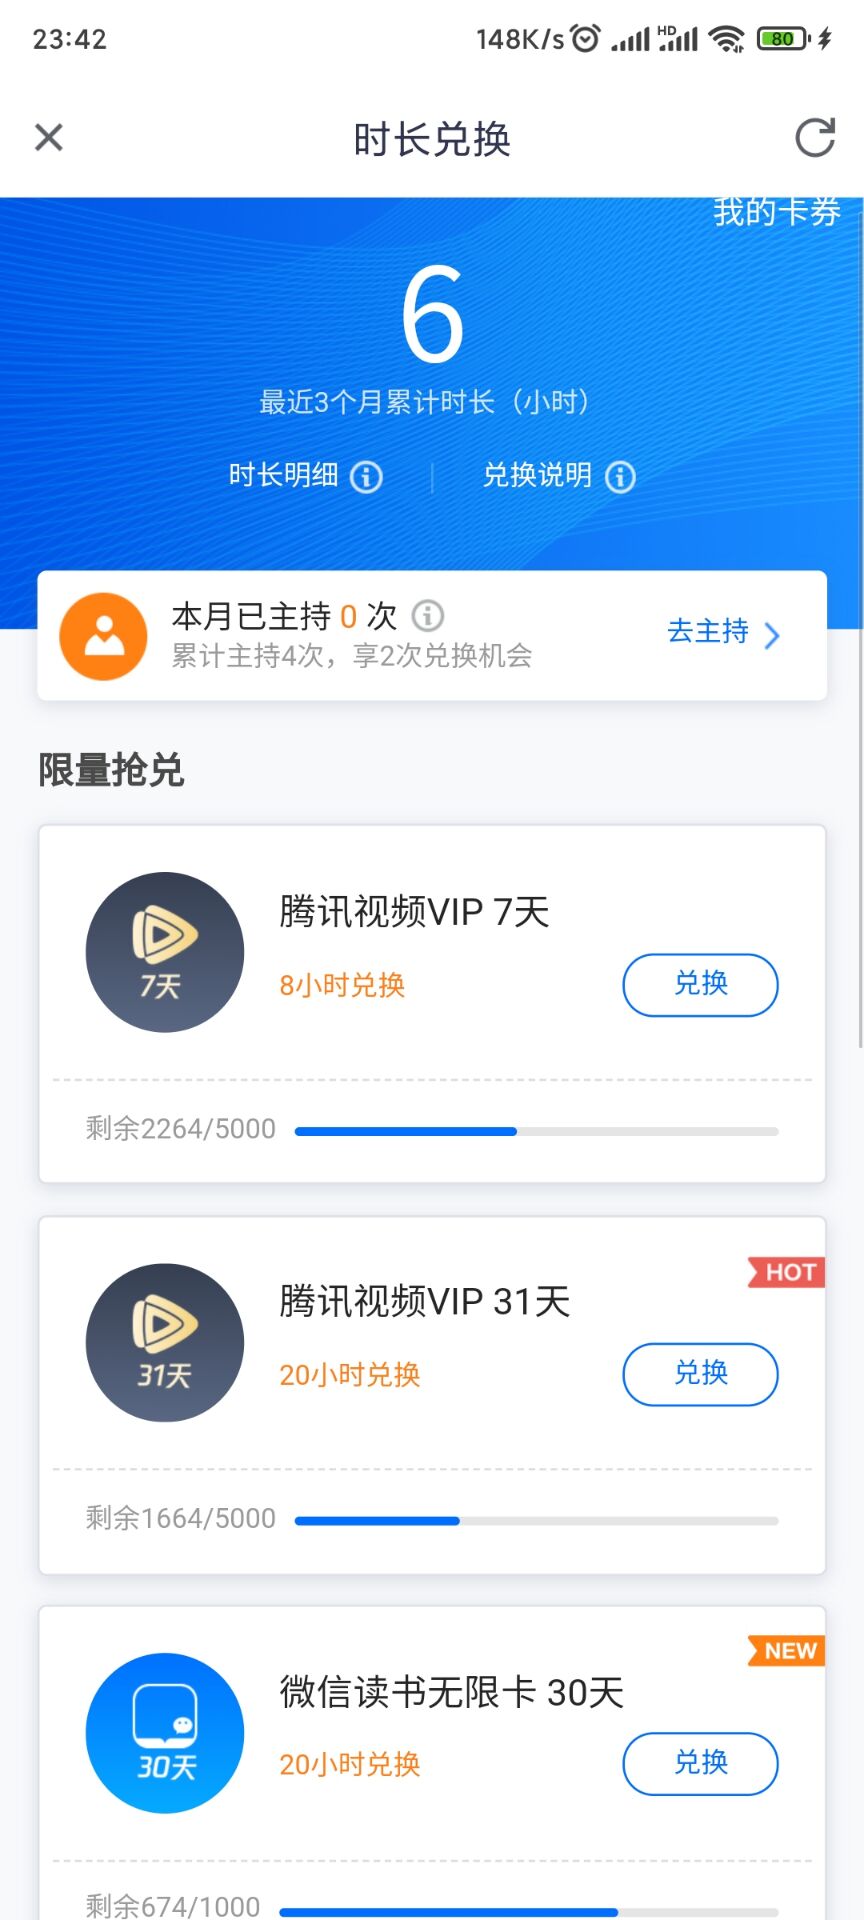 23:42
148K/s HD 80
时长兑换
我的卡券
6
最近3个月累计时长（小时）
时长明细 兑换说明
本月已主持 0 次
累计主持4次，享2次兑换机会
去主持
限量抢兑
腾讯视频VIP 7天
7天
8小时兑换
兑换
剩余2264/5000
HOT
腾讯视频VIP 31天
31天
20小时兑换
兑换
剩余1664/5000
NEW
微信读书无限卡 30天
30天
20小时兑换
兑换
剩余674/1000